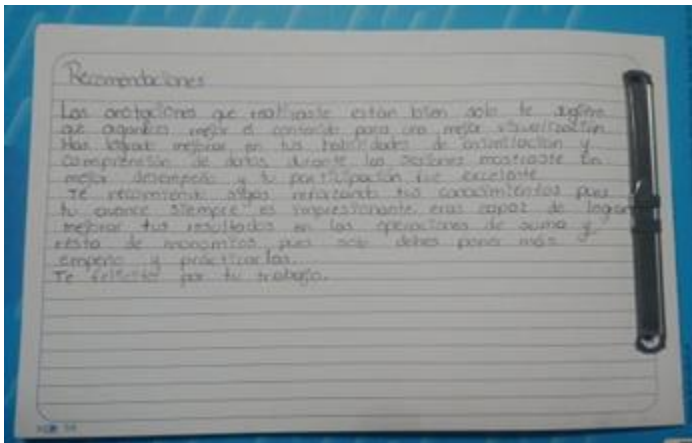 Recomendaciones
Las anotaciones que realizaste están bien solo te sugiero
que organices mejor el contenido para una mejor visualización
Has logrado mejorar en tus habilidades de asimilación y
comprensión de datos, durante las sesiones mostraste un
mejor desempeño y tu participación fue excelente.
Te recomiendo sigas reforzando tus conocimientos pues
tu avance siempre es impresionante, eras capaz de lograr
mejorar tus resultados en las operaciones de suma y
resta de monomios, pues solo debes poner más
empeño y practicarlas.
Te felicito por tu trabajo.